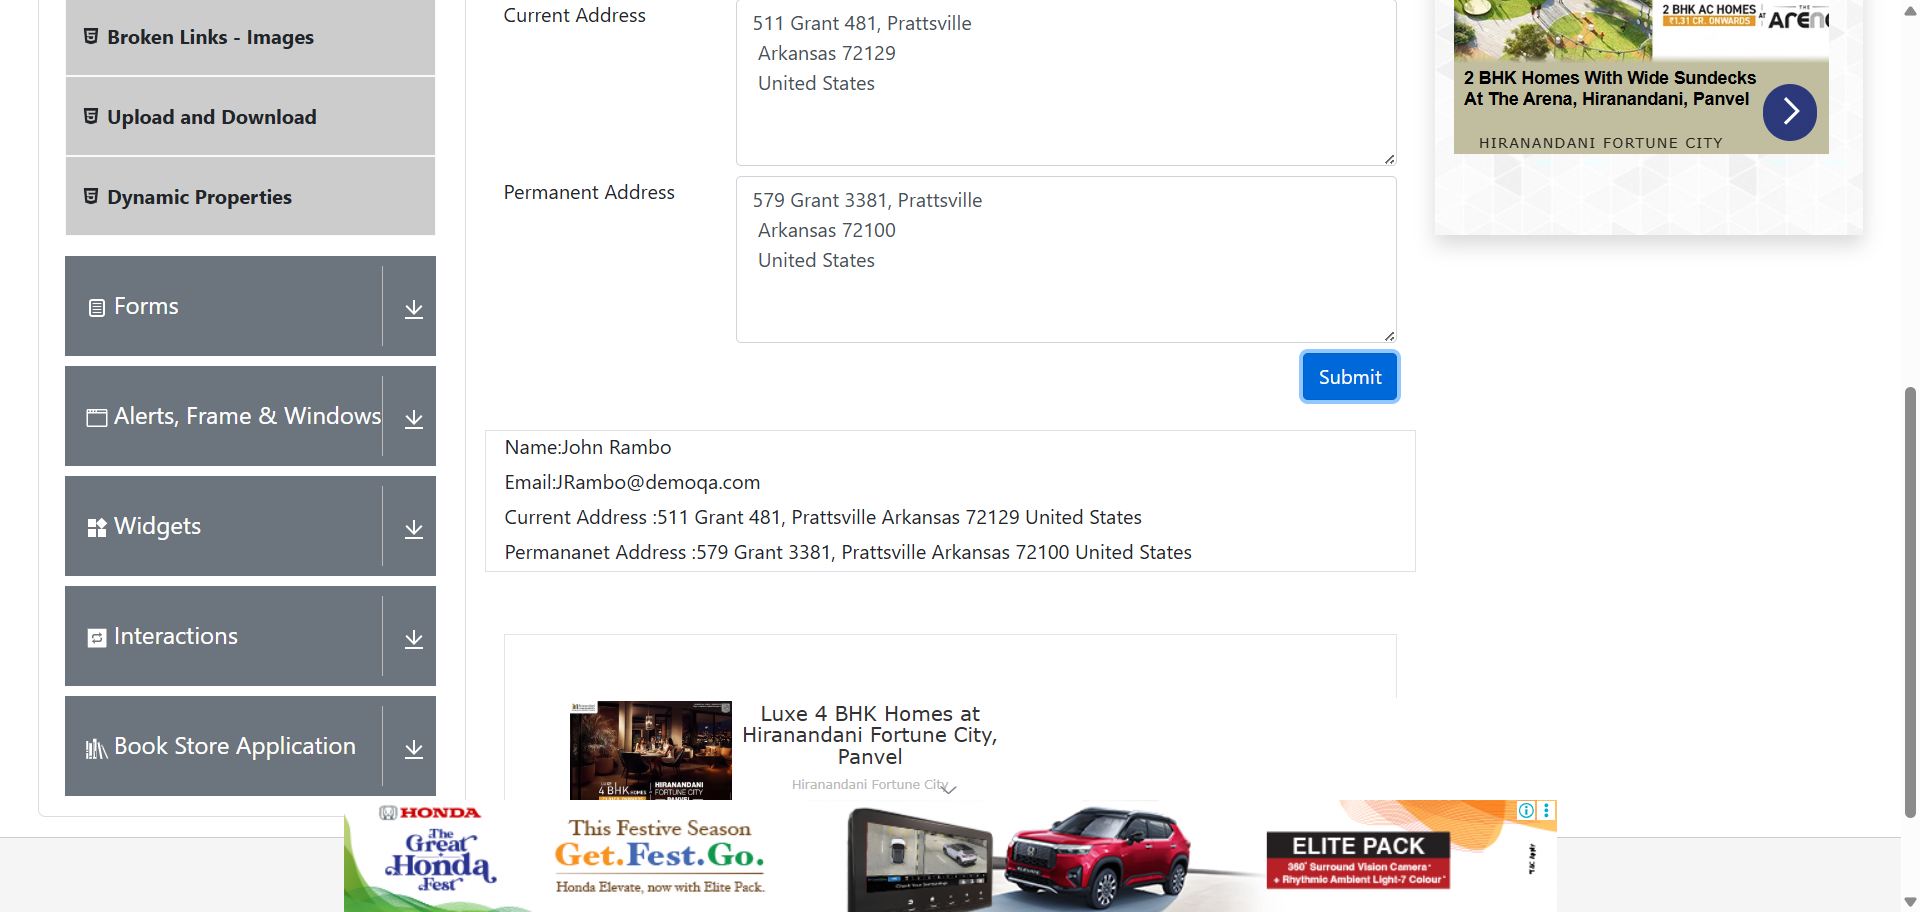 Broken Links - Images
Upload and Download
Dynamic Properties
Forms
Alerts, Frame & Windows
Widgets
Interactions
Book Store Application
Current Address
511 Grant 481, Prattsville
Arkansas 72129
United States
Permanent Address
579 Grant 3381, Prattsville
Arkansas 72100
United States
Submit
Name:John Rambo
Email:JRambo@demoqa.com
Current Address :511 Grant 481, Prattsville Arkansas 72129 United States
Permananet Address :579 Grant 3381, Prattsville Arkansas 72100 United States
2 BHK AC HOMES
₹1.31 CR. ONWARDS
AT
THE
2 BHK Homes With Wide Sundecks
At The Arena, Hiranandani, Panvel
HIRANANDANI FORTUNE CITY
LUXE
4 BHK HOMES
HIRANANDANI
FORTUNE CITY
PANVEL
Luxe 4 BHK Homes at
Hiranandani Fortune City,
Panvel
Hiranandani Fortune City
HONDA
The
Great
Honda
Fest
This Festive Season
Get.Fest.Go.
Honda Elevate, now with Elite Pack.
ELITE PACK
360° Surround Vision Camera*
+ Rhythmic Ambient Light-7 Colour*
T&C Apply